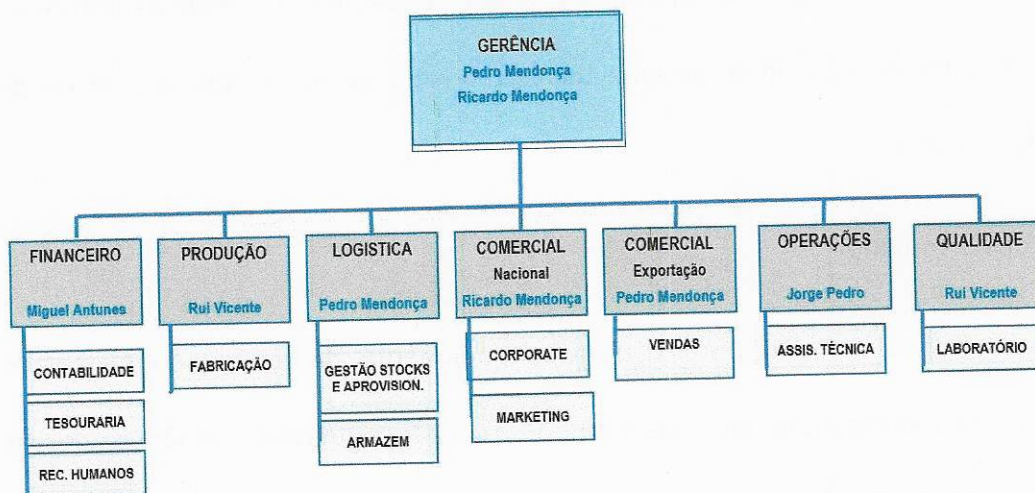 GERÊNCIA
Pedro Mendonça
Ricardo Mendonça
FINANCEIRO
Miguel Antunes
PRODUÇÃO
Rui Vicente
LOGISTICA
Pedro Mendonça
COMERCIAL
Nacional
Ricardo Mendonça
COMERCIAL
Exportação
Pedro Mendonça
OPERAÇÕES
Jorge Pedro
QUALIDADE
Rui Vicente
CONTABILIDADE
TESOURARIA
REC. HUMANOS
FABRICAÇÃO
GESTÃO STOCKS
E APROVISION.
ARMAZEM
CORPORATE
MARKETING
VENDAS
ASSIS. TÉCNICA
LABORATÓRIO